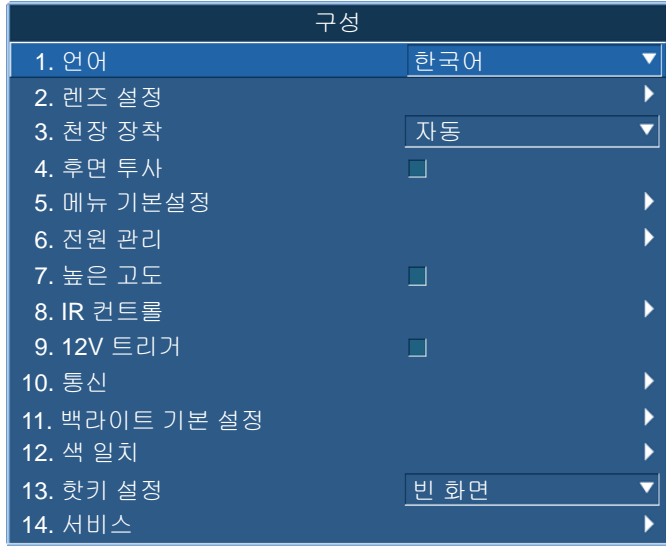 구성
1. 언어 한국어
2. 렌즈 설정
3. 천장 장착 자동
4. 후면 투사
5. 메뉴 기본설정
6. 전원 관리
7. 높은 고도
8. IR 컨트롤
9. 12V 트리거
10. 통신
11. 백라이트 기본 설정
12. 색 일치
13. 핫키 설정 빈 화면
14. 서비스